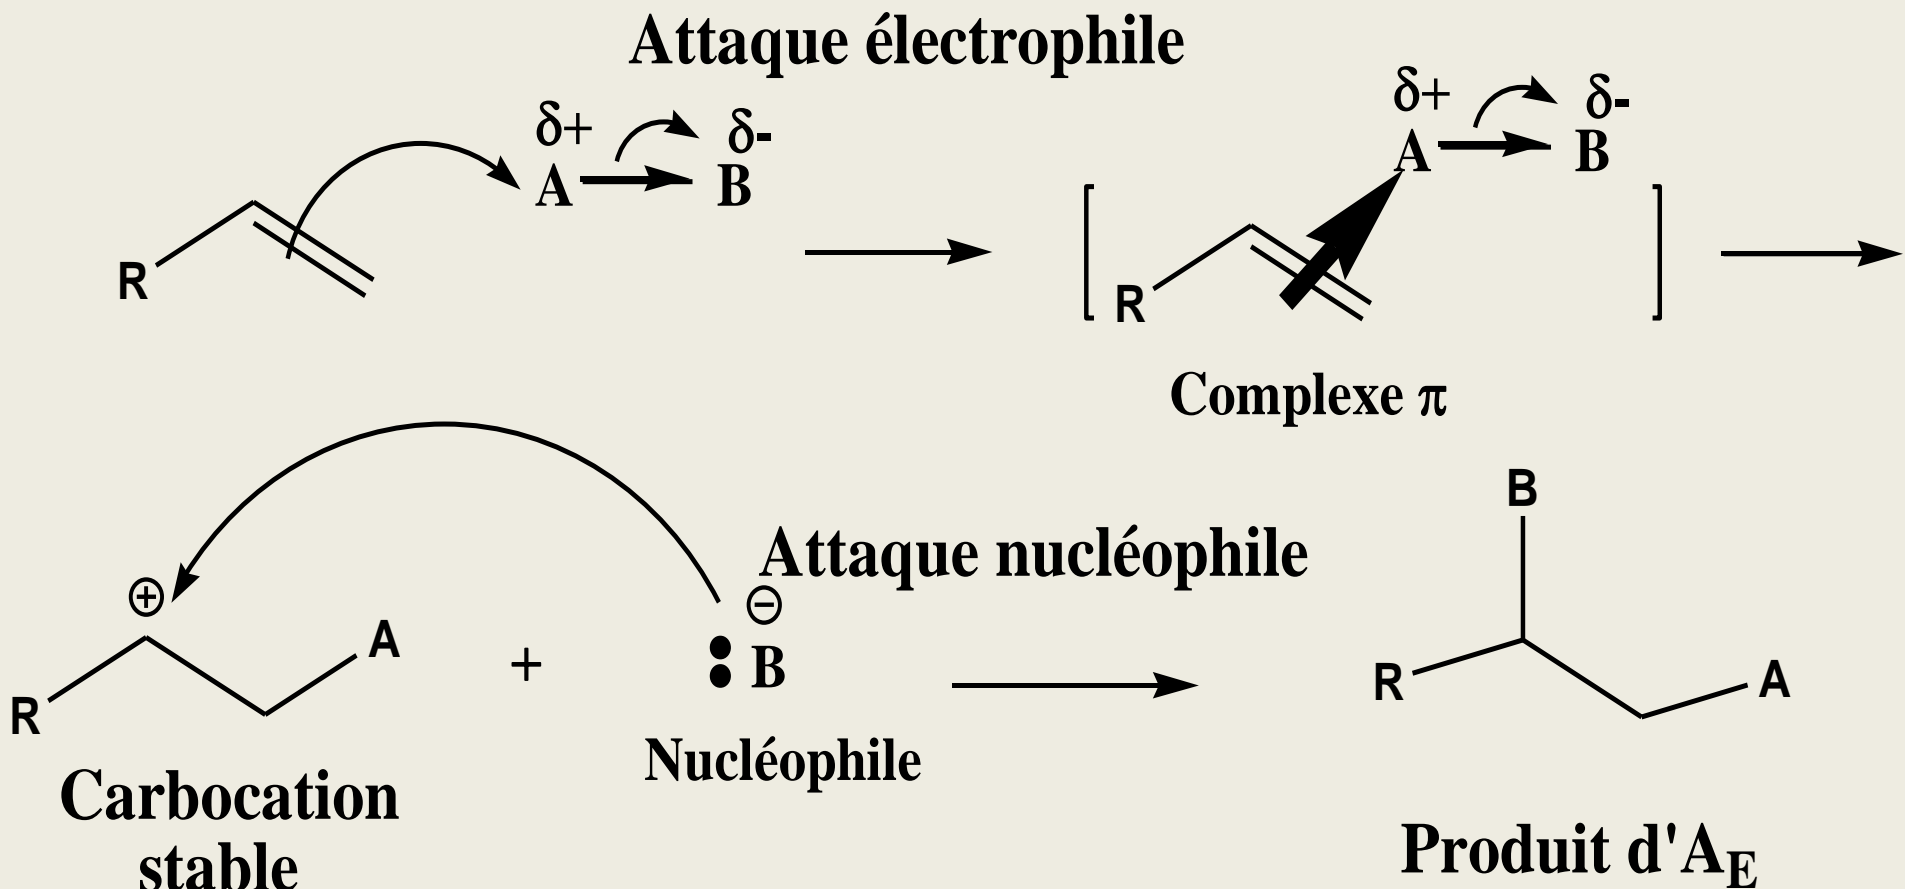 Attaque électrophile
δ+ δ-
A B
R
δ+ δ-
A B
R
Complexe π
⊕
R A
+
Attaque nucléophile
⊖
: B
Nucléophile
Carbocation
stable
B
R A
Produit d'A_E